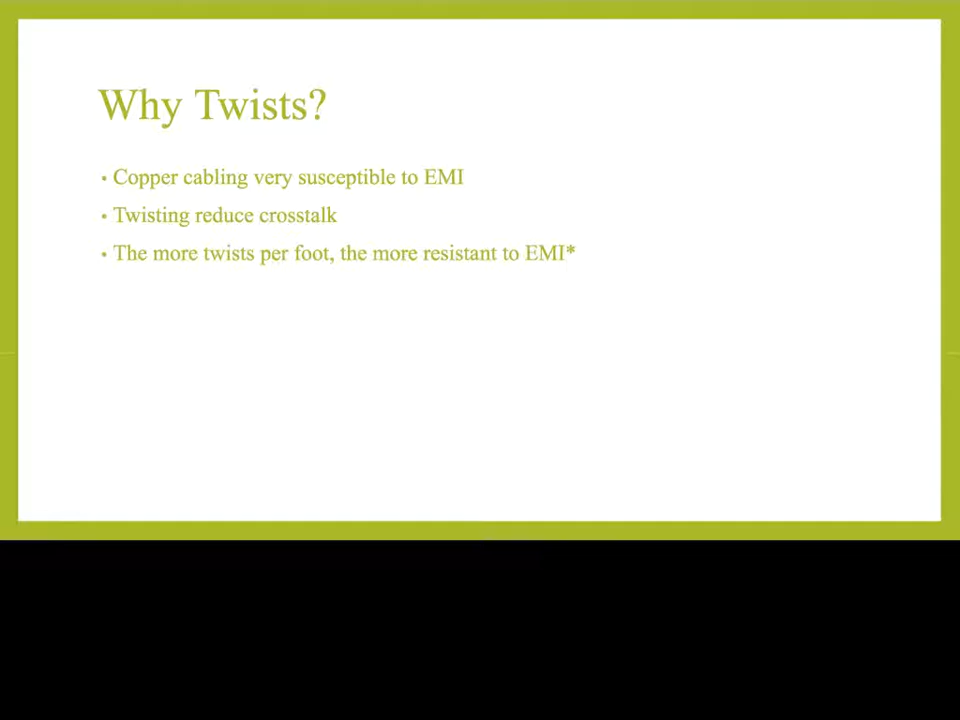 Why Twists?
• Copper cabling very susceptible to EMI
• Twisting reduce crosstalk
• The more twists per foot, the more resistant to EMI*